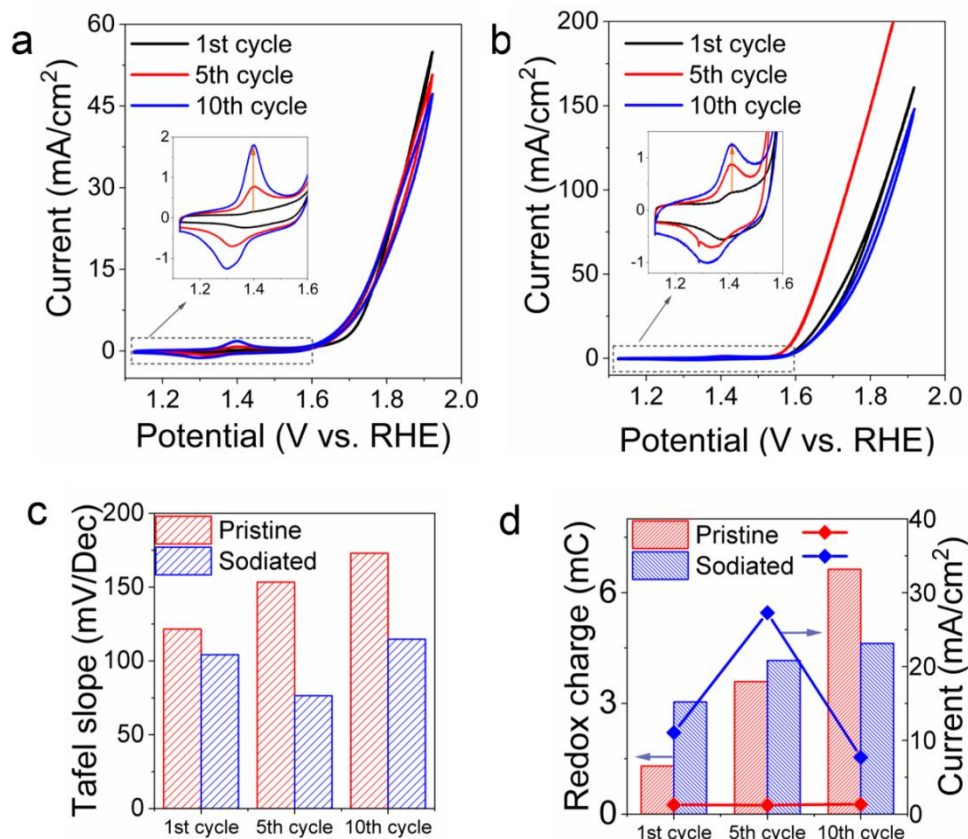 a
60
45
30
15
0
Current (mA/cm²)
1st cycle
5th cycle
10th cycle
2
1
0
-1
1.2 1.4 1.6
1.2 1.4 1.6 1.8 2.0
Potential (V vs. RHE)
b
200
150
100
50
0
Current (mA/cm²)
1st cycle
5th cycle
10th cycle
1
0
-1
1.2 1.4 1.6
1.2 1.4 1.6 1.8 2.0
Potential (V vs. RHE)
c
200
150
100
75
50
25
0
Tafel slope (mV/Dec)
Pristine
Sodiated
1st cycle 5th cycle 10th cycle
d
6
3
0
Redox charge (mC)
Pristine
Sodiated
40
30
20
10
0
Current (mA/cm²)
1st cycle 5th cycle 10th cycle